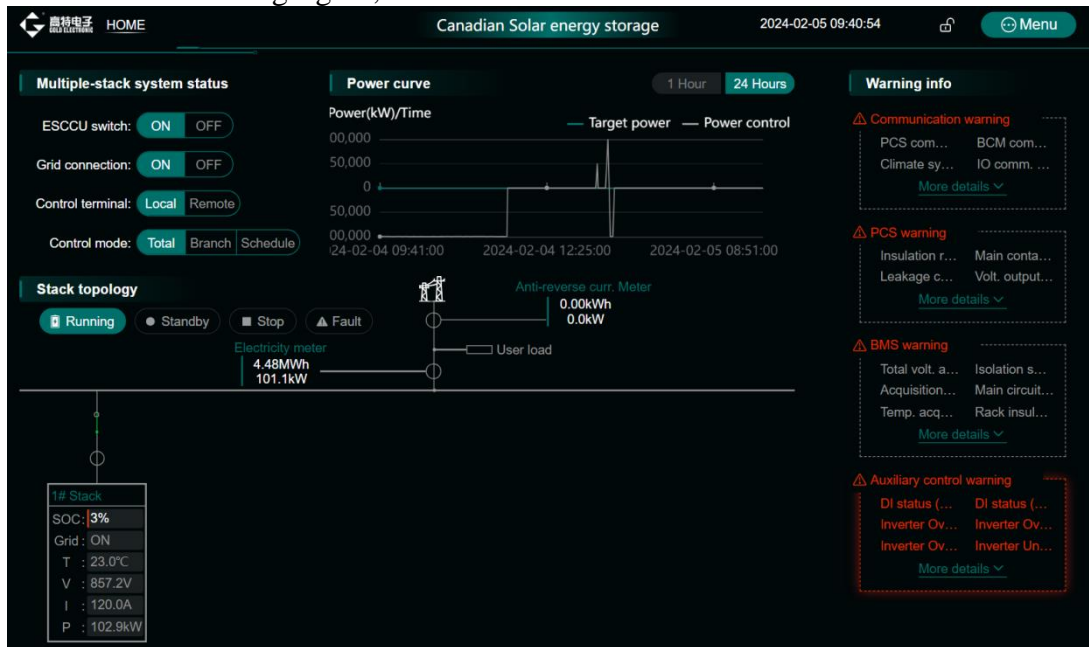 高特电子 HOME
GOLD ELECTRONIC
Canadian Solar energy storage
2024-02-05 09:40:54
Menu
Multiple-stack system status
ESCCU switch: ON OFF
Grid connection: ON OFF
Control terminal: Local Remote
Control mode: Total Branch Schedule
Power curve
1 Hour 24 Hours
Power(kW)/Time
Target power Power control
00,000
50,000
0
50,000
00,000
24-02-04 09:41:00 2024-02-04 12:25:00 2024-02-05 08:51:00
Warning info
Communication warning
PCS com… BCM com…
Climate sy… IO comm. …
More details
PCS warning
Insulation r… Main conta…
Leakage c… Volt. output…
More details
BMS warning
Total volt. a… Isolation s…
Acquisition… Main circuit…
Temp. acq… Rack insul…
More details
Auxiliary control warning
DI status (… DI status (…
Inverter Ov… Inverter Ov…
Inverter Ov… Inverter Un…
More details
Stack topology
Running Standby Stop Fault
Anti-reverse curr. Meter
0.00kWh
0.0kW
User load
Electricity meter
4.48MWh
101.1kW
1# Stack
SOC: 3%
Grid : ON
T : 23.0℃
V : 857.2V
I : 120.0A
P : 102.9kW